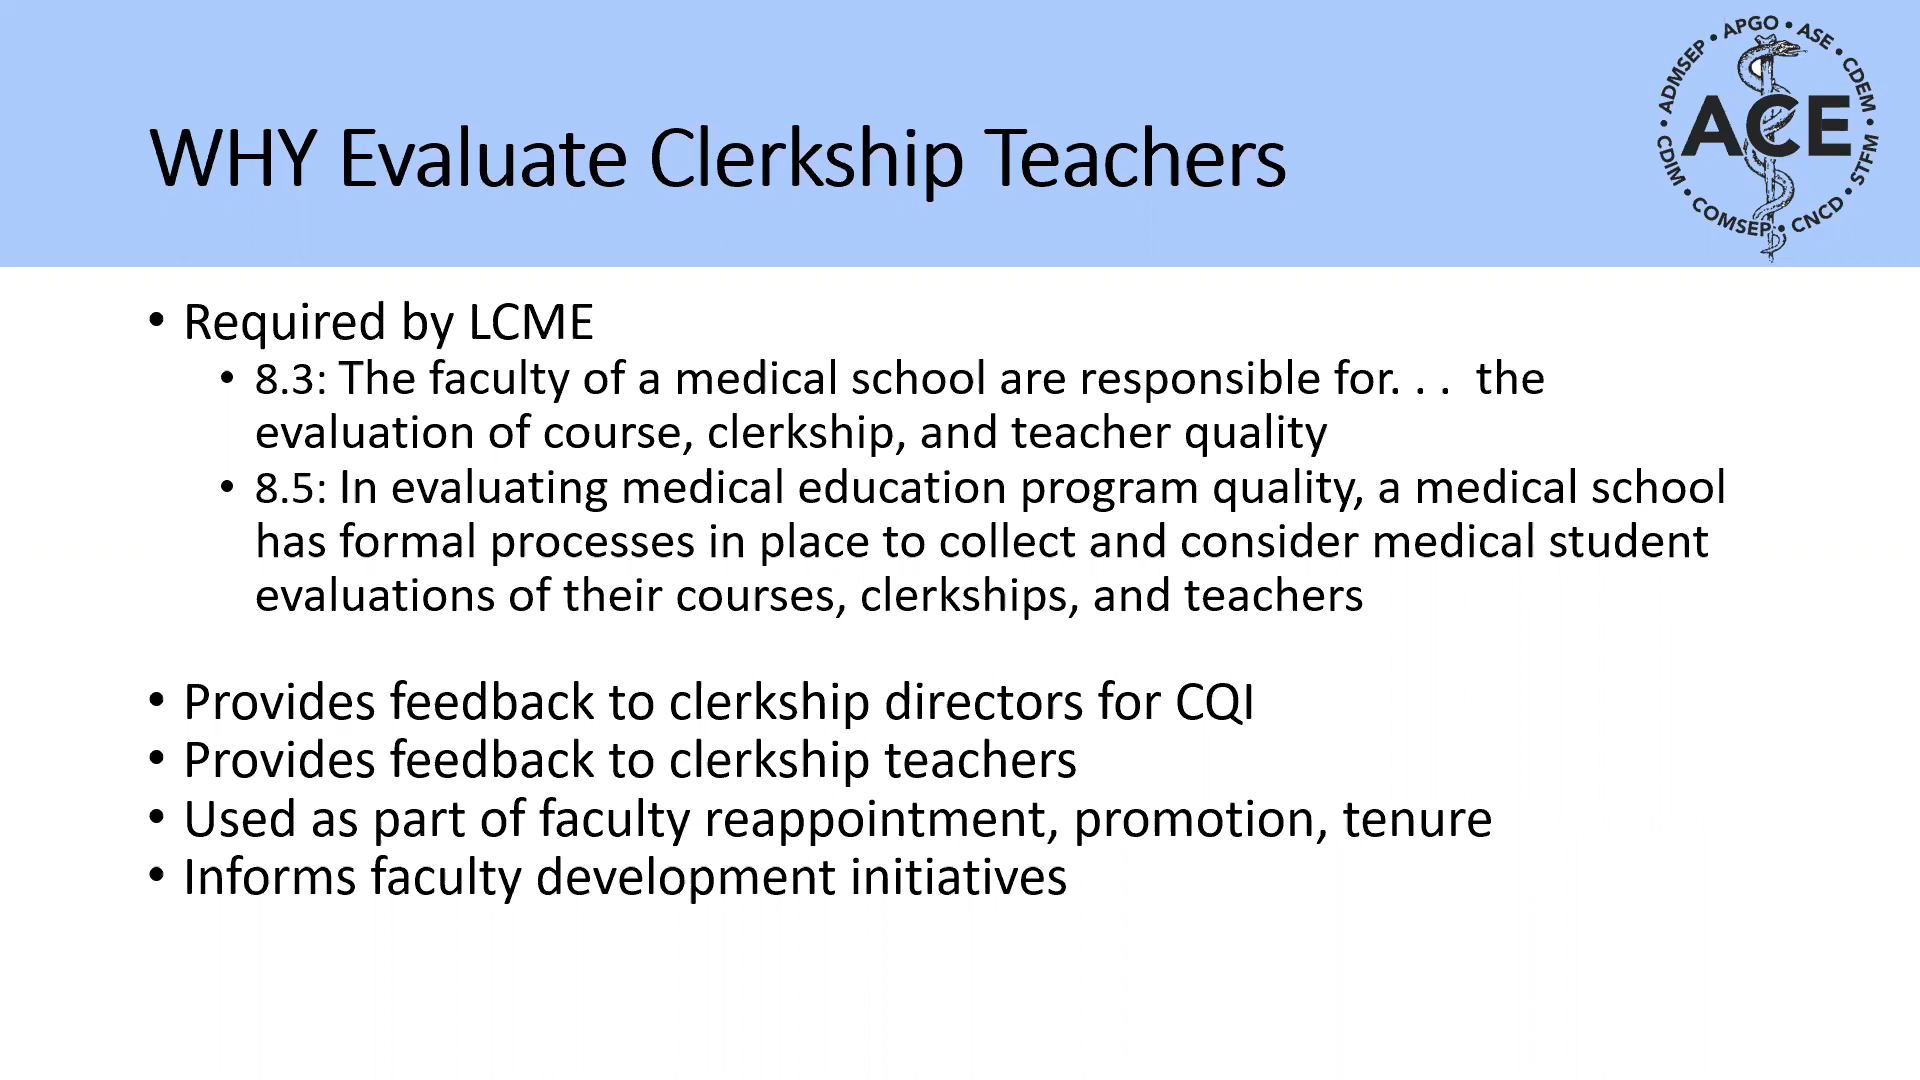 WHY Evaluate Clerkship Teachers
ADMSEP • APGO • ASE • CDEM • STFM • CNCD • COMSEP • CDIM •
ACE
• Required by LCME
• 8.3: The faculty of a medical school are responsible for. . .  the
evaluation of course, clerkship, and teacher quality
• 8.5: In evaluating medical education program quality, a medical school
has formal processes in place to collect and consider medical student
evaluations of their courses, clerkships, and teachers
• Provides feedback to clerkship directors for CQI
• Provides feedback to clerkship teachers
• Used as part of faculty reappointment, promotion, tenure
• Informs faculty development initiatives